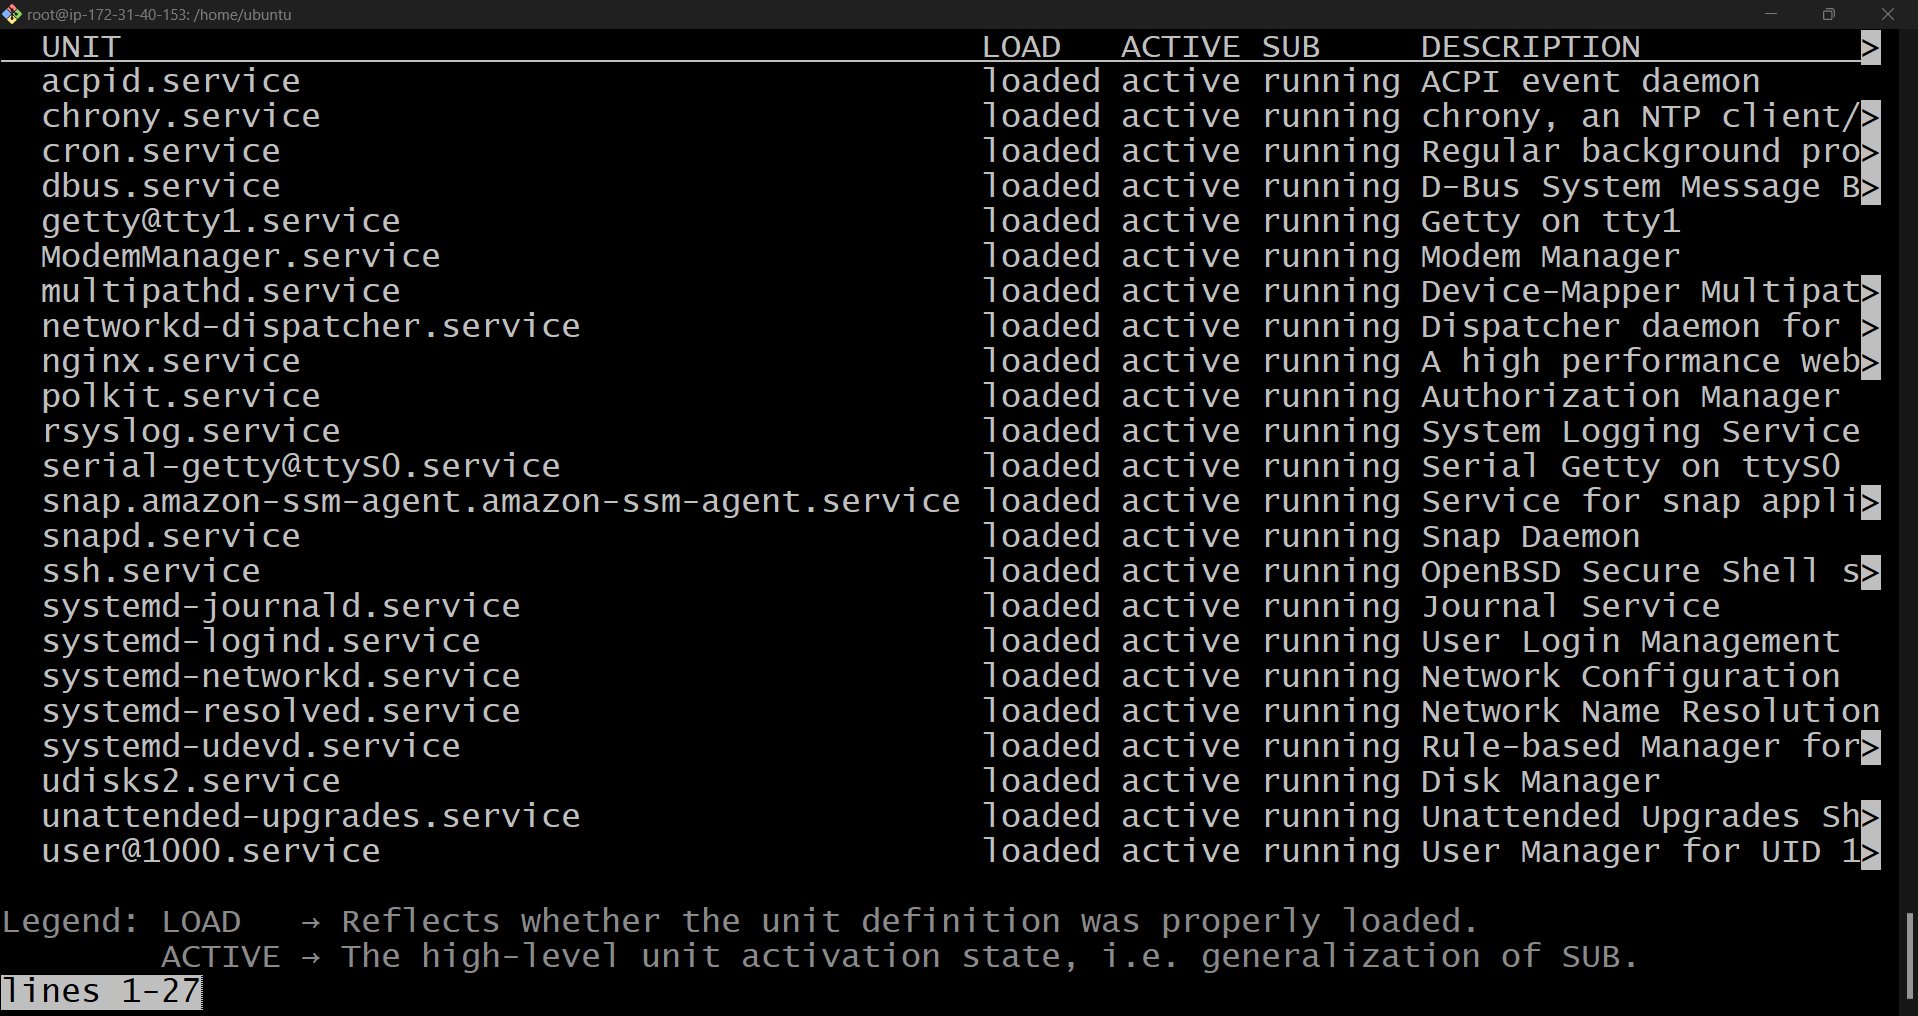 root@ip-172-31-40-153: /home/ubuntu
UNIT LOAD ACTIVE SUB DESCRIPTION >
acpid.service loaded active running ACPI event daemon
chrony.service loaded active running chrony, an NTP client/>
cron.service loaded active running Regular background pro>
dbus.service loaded active running D-Bus System Message B>
getty@tty1.service loaded active running Getty on tty1
ModemManager.service loaded active running Modem Manager
multipathd.service loaded active running Device-Mapper Multipat>
networkd-dispatcher.service loaded active running Dispatcher daemon for >
nginx.service loaded active running A high performance web>
polkit.service loaded active running Authorization Manager
rsyslog.service loaded active running System Logging Service
serial-getty@ttyS0.service loaded active running Serial Getty on ttyS0
snap.amazon-ssm-agent.amazon-ssm-agent.service loaded active running Service for snap appli>
snapd.service loaded active running Snap Daemon
ssh.service loaded active running OpenBSD Secure Shell s>
systemd-journald.service loaded active running Journal Service
systemd-logind.service loaded active running User Login Management
systemd-networkd.service loaded active running Network Configuration
systemd-resolved.service loaded active running Network Name Resolution
systemd-udevd.service loaded active running Rule-based Manager for>
udisks2.service loaded active running Disk Manager
unattended-upgrades.service loaded active running Unattended Upgrades Sh>
user@1000.service loaded active running User Manager for UID 1>
Legend: LOAD → Reflects whether the unit definition was properly loaded.
ACTIVE → The high-level unit activation state, i.e. generalization of SUB.
lines 1-27